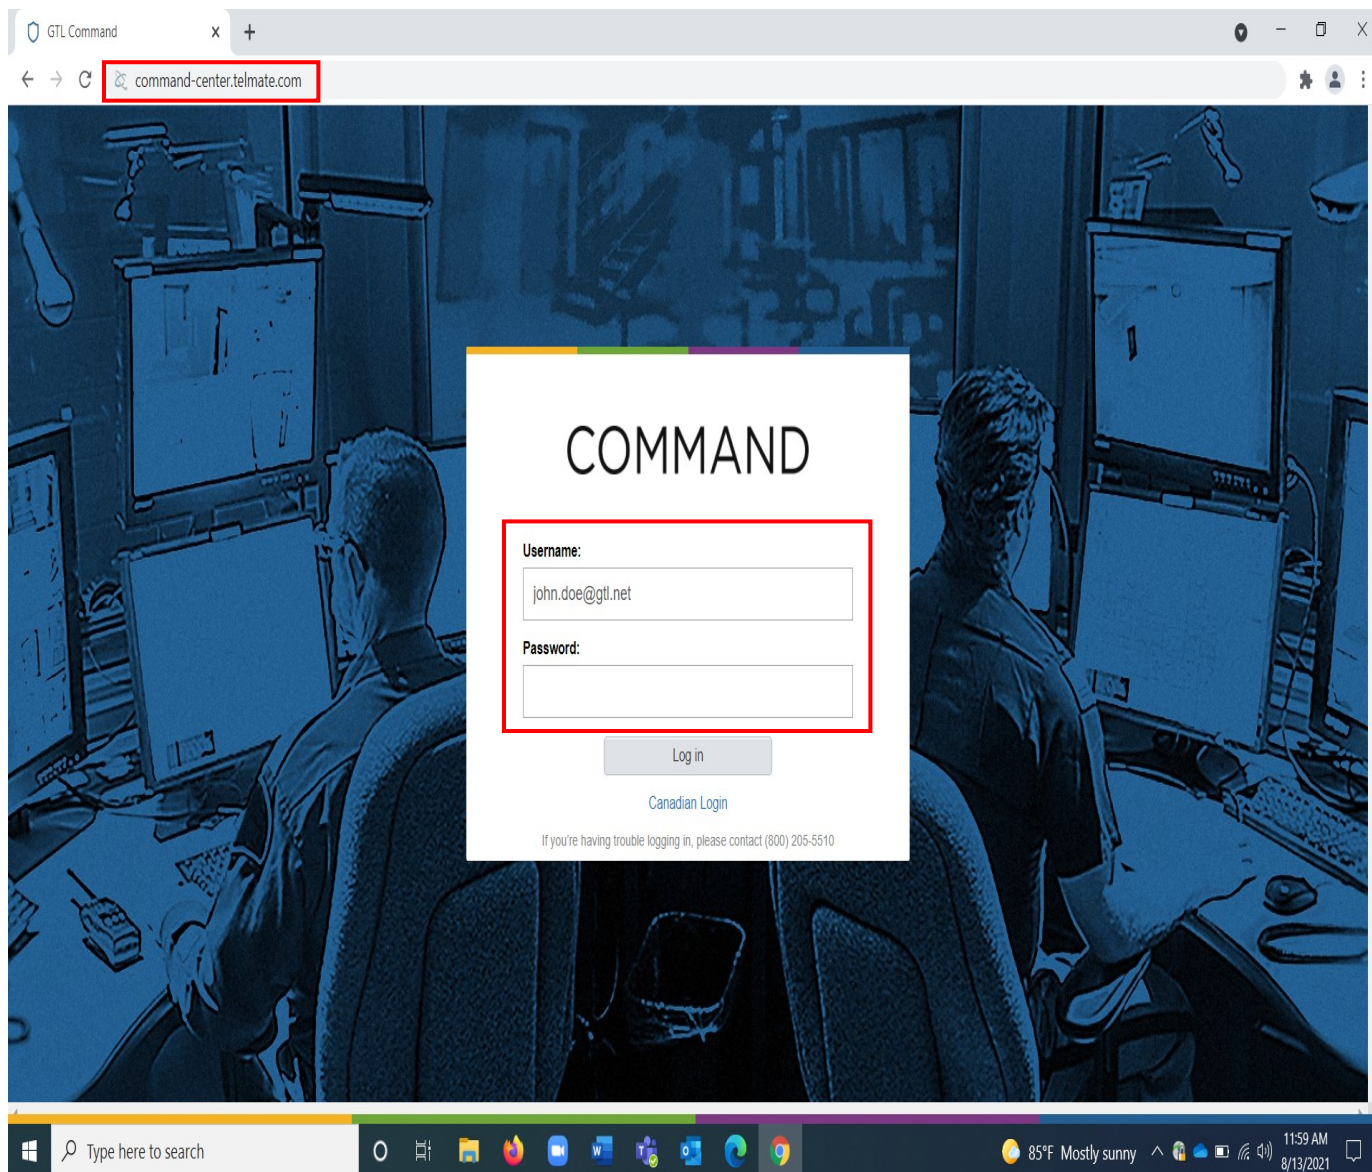 GTL Command
command-center.telmate.com
COMMAND
Username:
john.doe@gtl.net
Password:
Log in
Canadian Login
If you're having trouble logging in, please contact (800) 205-5510
Type here to search
85°F Mostly sunny
11:59 AM
8/13/2021